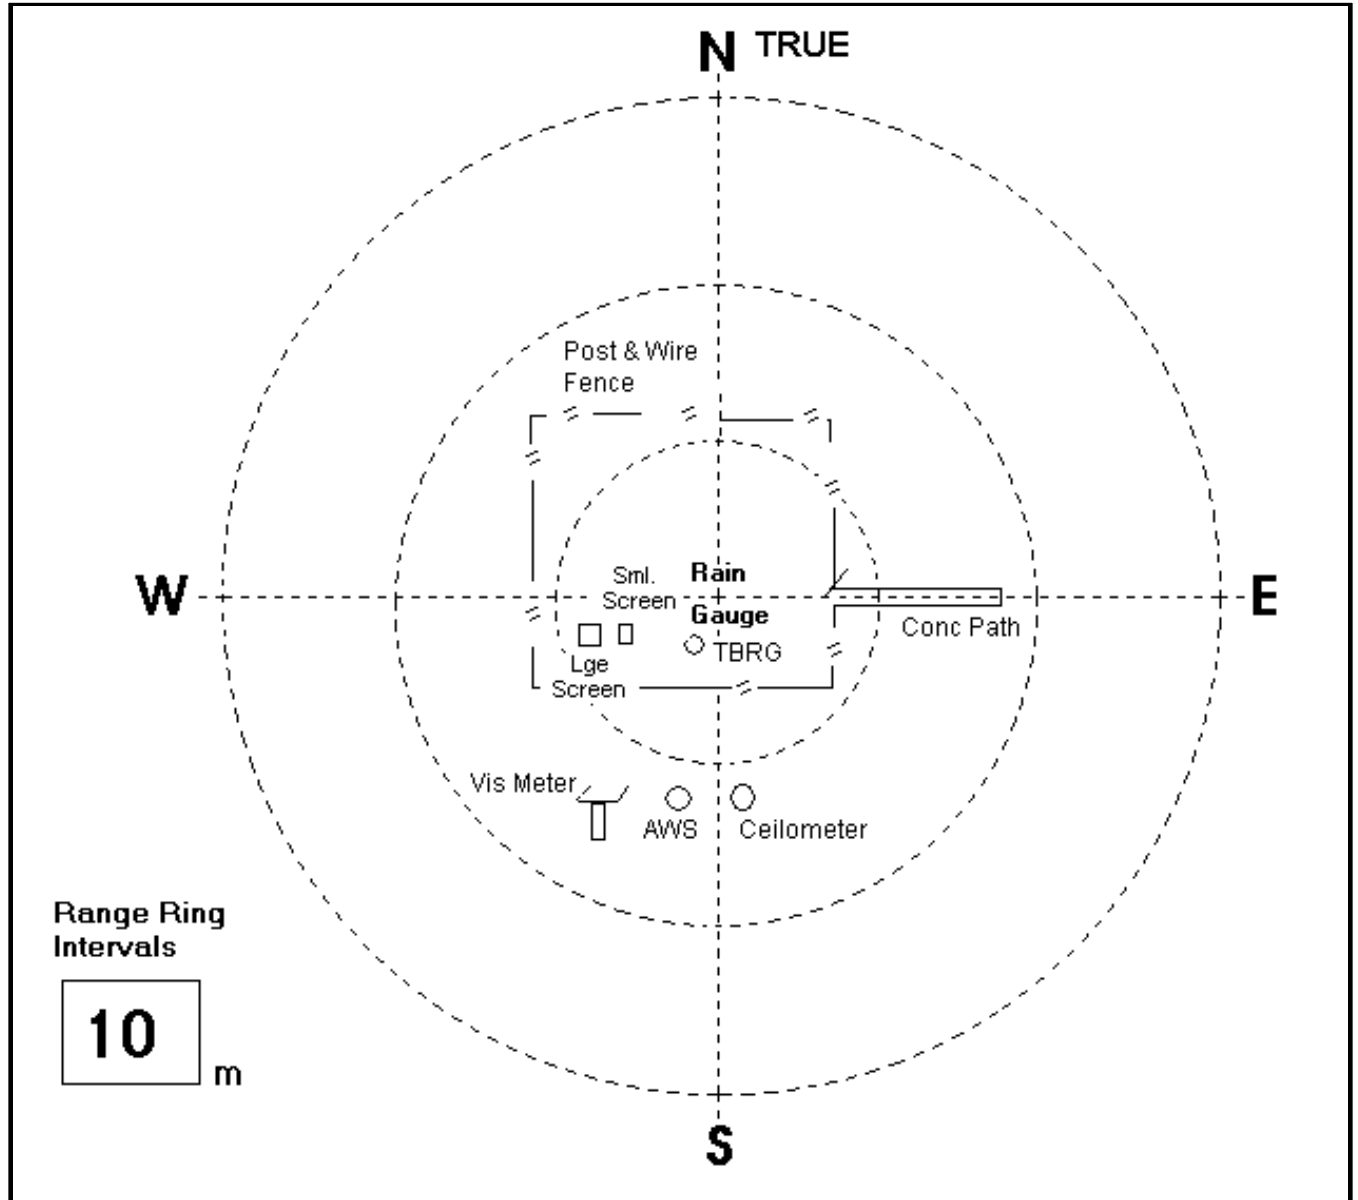 N TRUE
Post & Wire
Fence
Sml.
Screen
Rain
Gauge
W
E
Conc Path
TBRG
Lge
Screen
Vis Meter
AWS
Ceilometer
Range Ring
Intervals
10
m
S